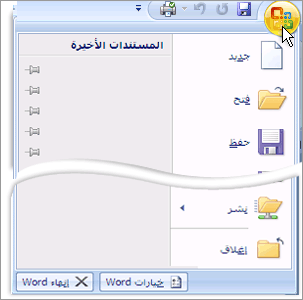 المستندات الأخيرة
جديد
فتح
حفظ
نشر
إغلاق
خيارات Word
إنهاء Word